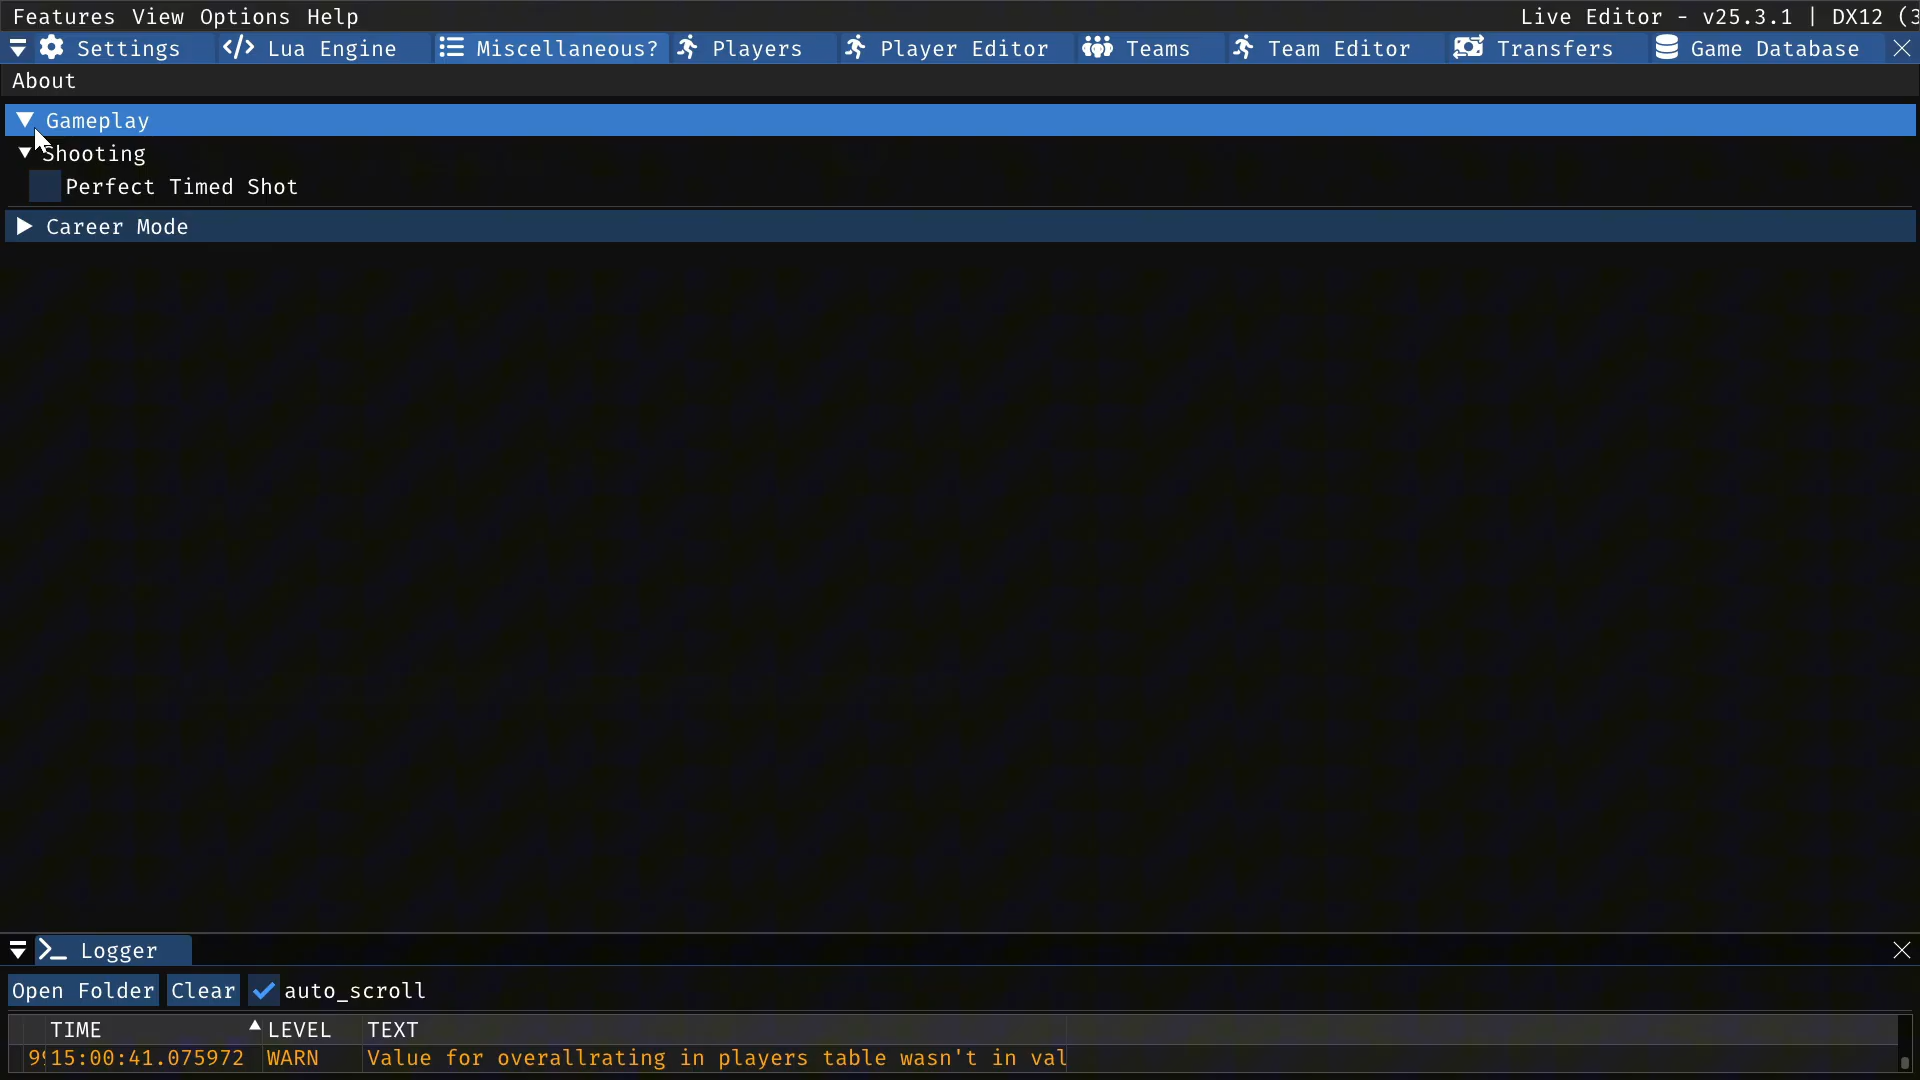 Features View Options Help
Live Editor - v25.3.1 | DX12 (3
Settings Lua Engine Miscellaneous? Players Player Editor Teams Team Editor Transfers Game Database
About
Gameplay
Shooting
Perfect Timed Shot
Career Mode
Logger
Open Folder Clear auto_scroll
TIME LEVEL TEXT
15:00:41.075972 WARN Value for overallrating in players table wasn't in val